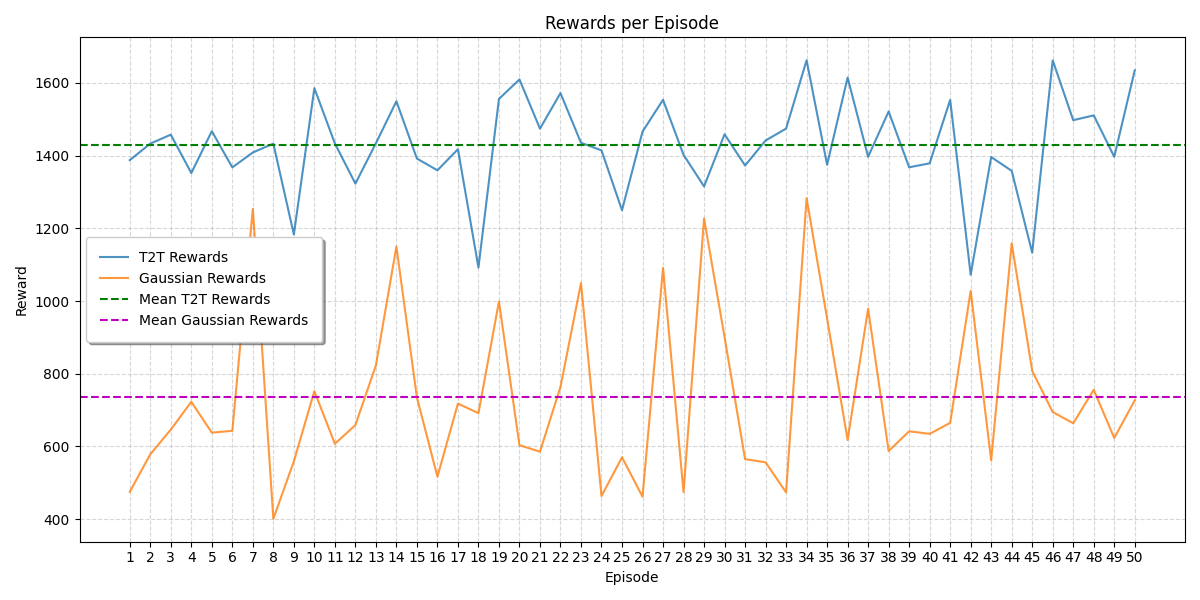 Rewards per Episode
1600
1400
1200
1000
800
600
400
Reward
T2T Rewards
Gaussian Rewards
Mean T2T Rewards
Mean Gaussian Rewards
1 2 3 4 5 6 7 8 9 10 11 12 13 14 15 16 17 18 19 20 21 22 23 24 25 26 27 28 29 30 31 32 33 34 35 36 37 38 39 40 41 42 43 44 45 46 47 48 49 50
Episode